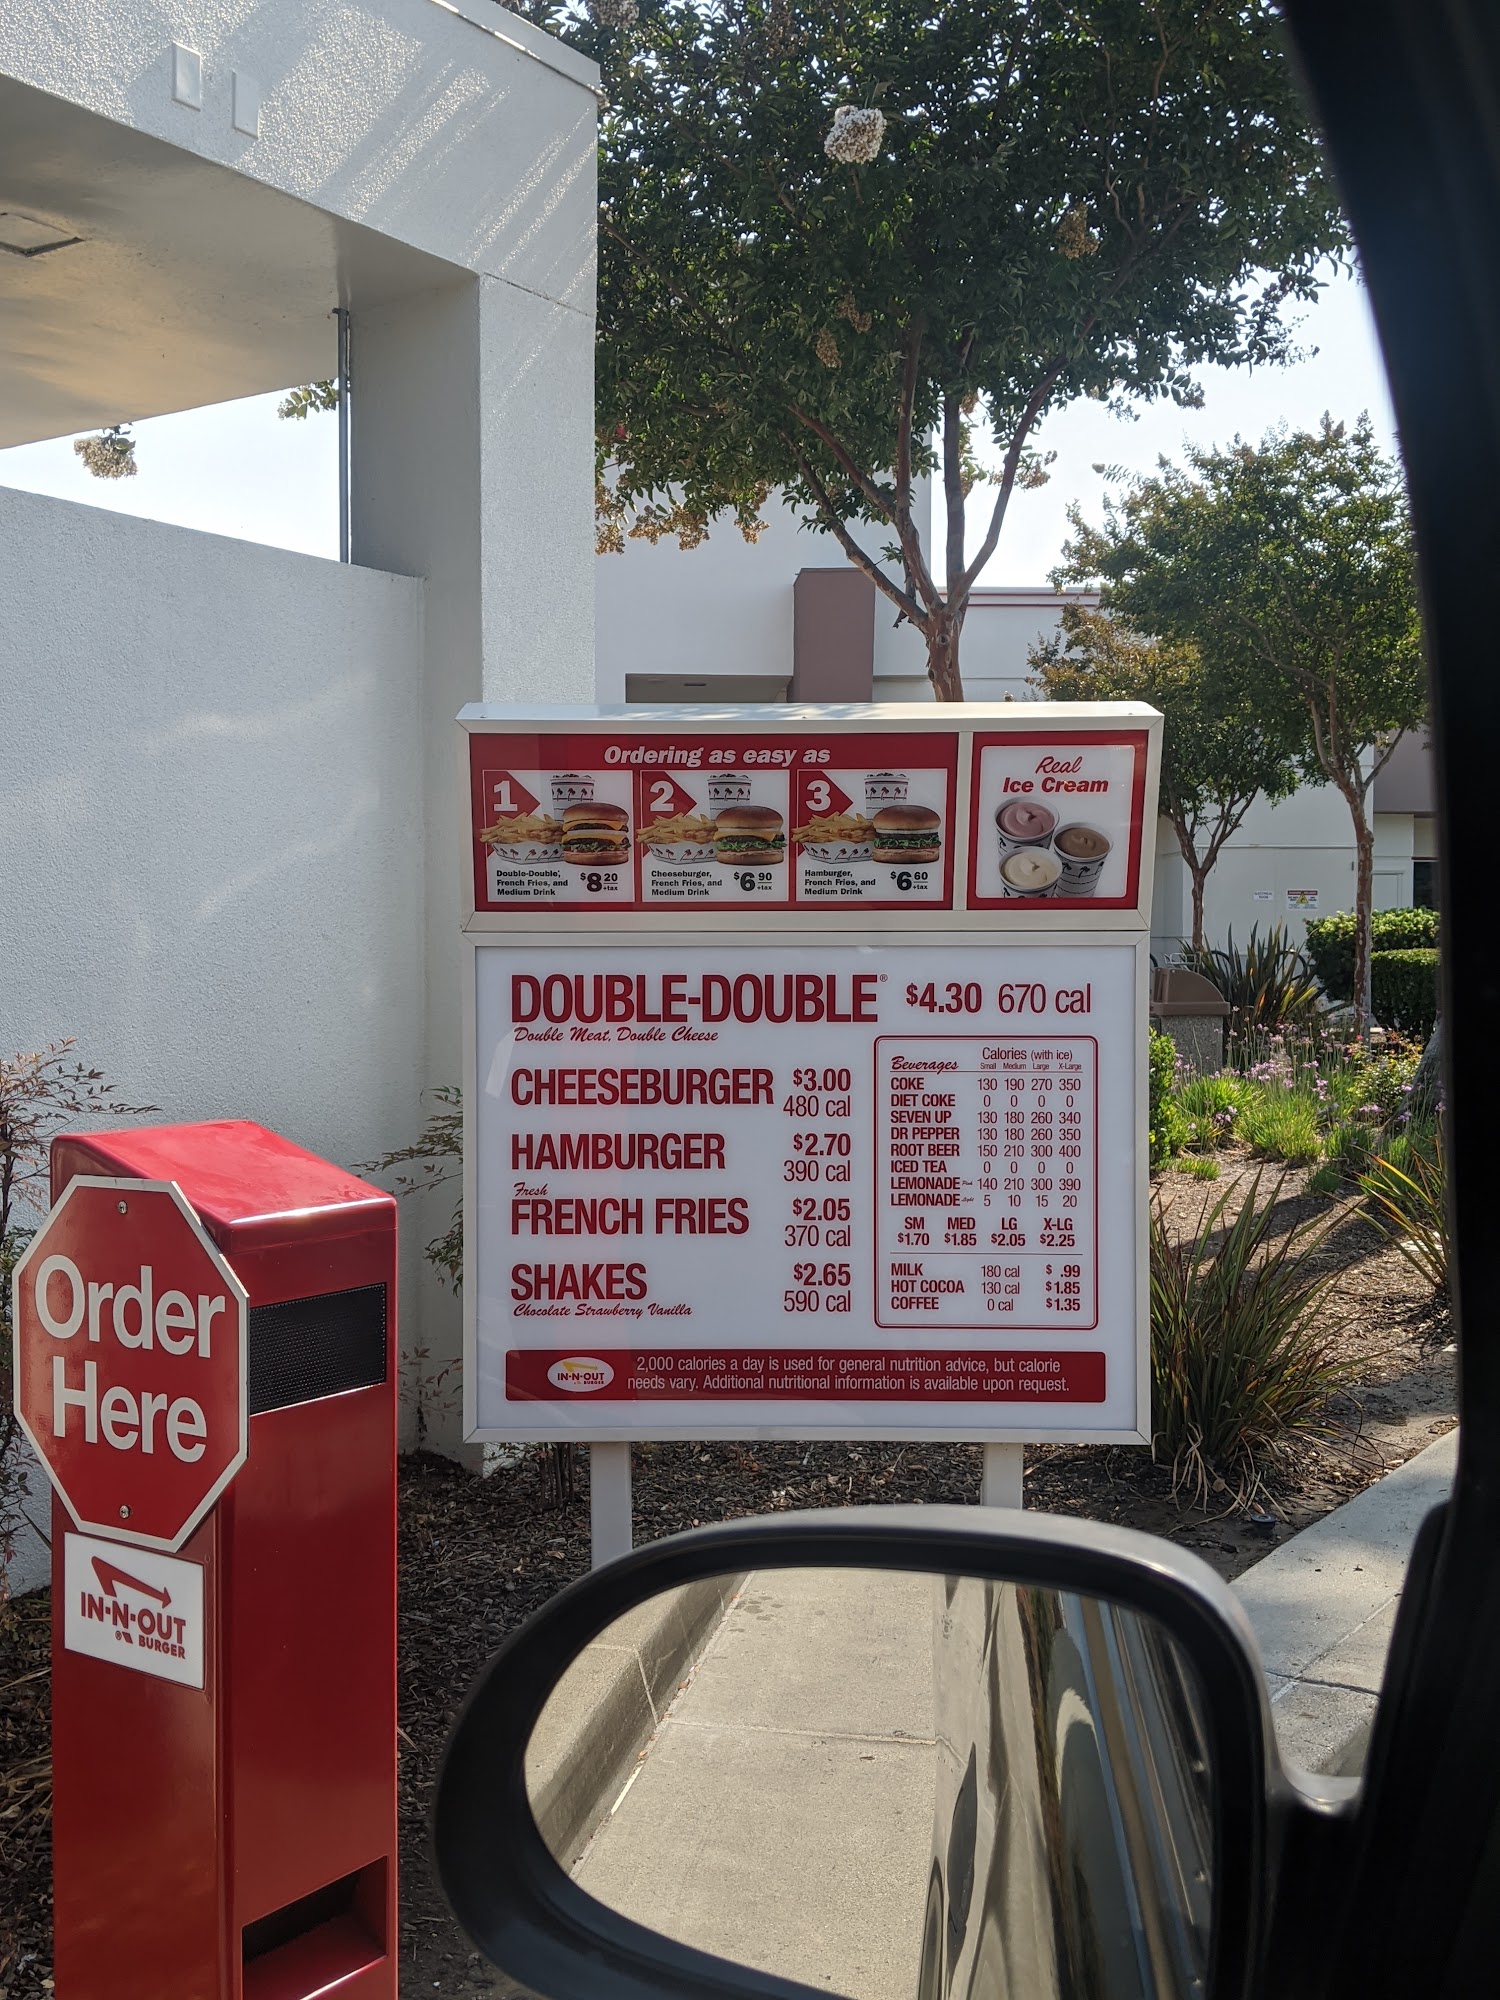 Ordering as easy as
1
Double-Double,
French Fries, and
Medium Drink
$8 20
+tax
2
Cheeseburger,
French Fries, and
Medium Drink
$6 90
+tax
3
Hamburger,
French Fries, and
Medium Drink
$6 60
+tax
Real
Ice Cream
DOUBLE-DOUBLE® $4.30 670 cal
Double Meat, Double Cheese
CHEESEBURGER $3.00
480 cal
HAMBURGER $2.70
390 cal
Fresh
FRENCH FRIES $2.05
370 cal
SHAKES $2.65
590 cal
Chocolate Strawberry Vanilla
Beverages Calories (with ice)
Small Medium Large X-Large
COKE 130 190 270 350
DIET COKE 0 0 0 0
SEVEN UP 130 180 260 340
DR PEPPER 130 180 260 350
ROOT BEER 150 210 300 400
ICED TEA 0 0 0 0
LEMONADE Pink 140 210 300 390
LEMONADE Light 5 10 15 20
SM MED LG X-LG
$1.70 $1.85 $2.05 $2.25
MILK 180 cal $ .99
HOT COCOA 130 cal $1.85
COFFEE 0 cal $1.35
IN-N-OUT
BURGER
2,000 calories a day is used for general nutrition advice, but calorie
needs vary. Additional nutritional information is available upon request.
Order
Here
IN-N-OUT
BURGER